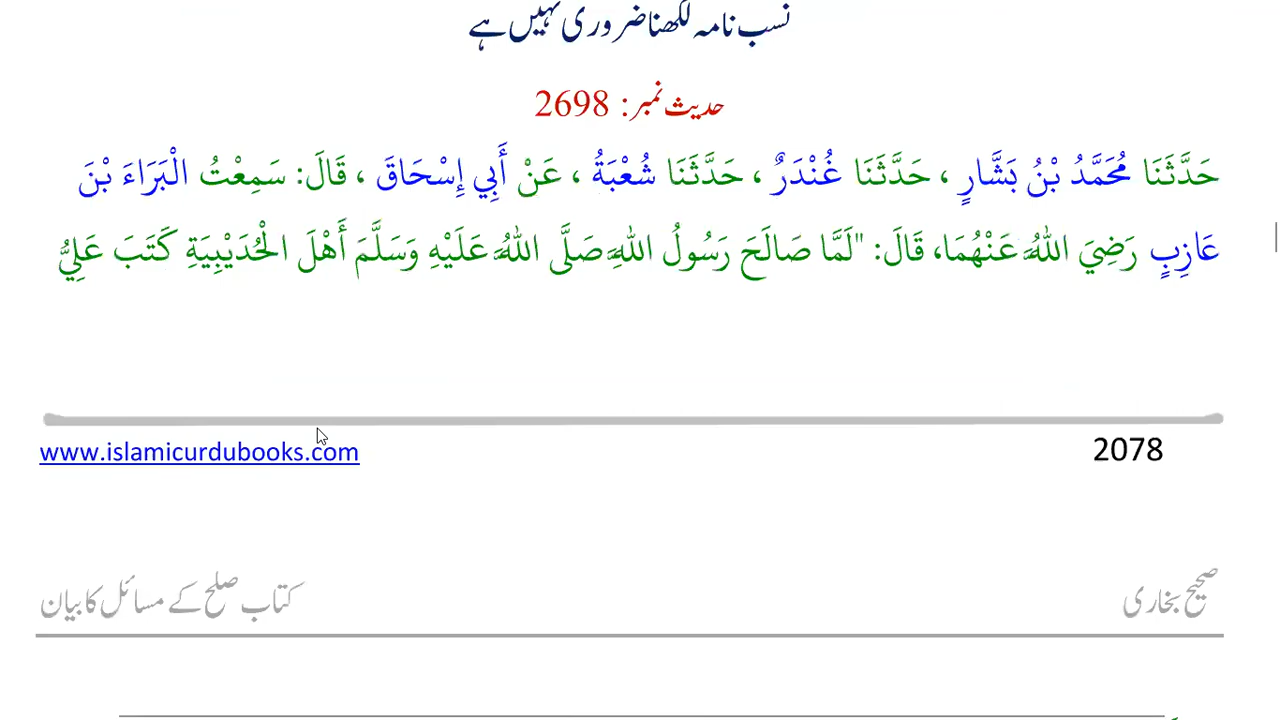 نسب نامہ لکھنا ضروری نہیں ہے
حدیث نمبر: 2698
حَدَّثَنَا مُحَمَّدُ بْنُ بَشَّارٍ ، حَدَّثَنَا غُنْدَرٌ ، حَدَّثَنَا شُعْبَةُ ، عَنْ أَبِي إِسْحَاقَ ، قَالَ: سَمِعْتُ الْبَرَاءَ بْنَ
عَازِبٍ رَضِيَ اللَّهُ عَنْهُمَا، قَالَ: "لَمَّا صَالَحَ رَسُولُ اللَّهِ صَلَّى اللَّهُ عَلَيْهِ وَسَلَّمَ أَهْلَ الْحُدَيْبِيَةِ كَتَبَ عَلِيُّ
www.islamicurdubooks.com 2078
صحیح بخاری کتاب صلح کے مسائل کا بیان